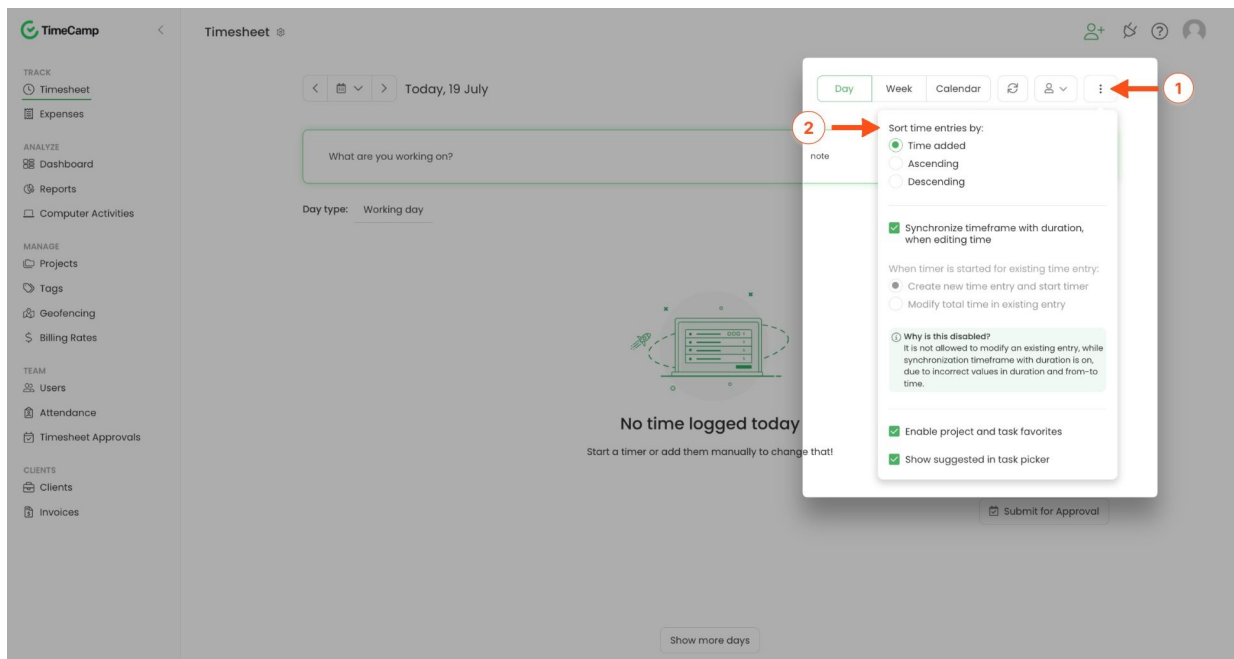 TimeCamp
Timesheet
TRACK
Timesheet
Expenses
ANALYZE
Dashboard
Reports
Computer Activities
MANAGE
Projects
Tags
Geofencing
Billing Rates
TEAM
Users
Attendance
Timesheet Approvals
CLIENTS
Clients
Invoices
Today, 19 July
Day Week Calendar
1
What are you working on?
note
Day type: Working day
2
Sort time entries by:
Time added
Ascending
Descending
Synchronize timeframe with duration,
when editing time
When timer is started for existing time entry:
Create new time entry and start timer
Modify total time in existing entry
Why is this disabled?
It is not allowed to modify an existing entry, while
synchronization timeframe with duration is on,
due to incorrect values in duration and from-to
time.
Enable project and task favorites
Show suggested in task picker
No time logged today
Start a timer or add them manually to change that!
Submit for Approval
Show more days